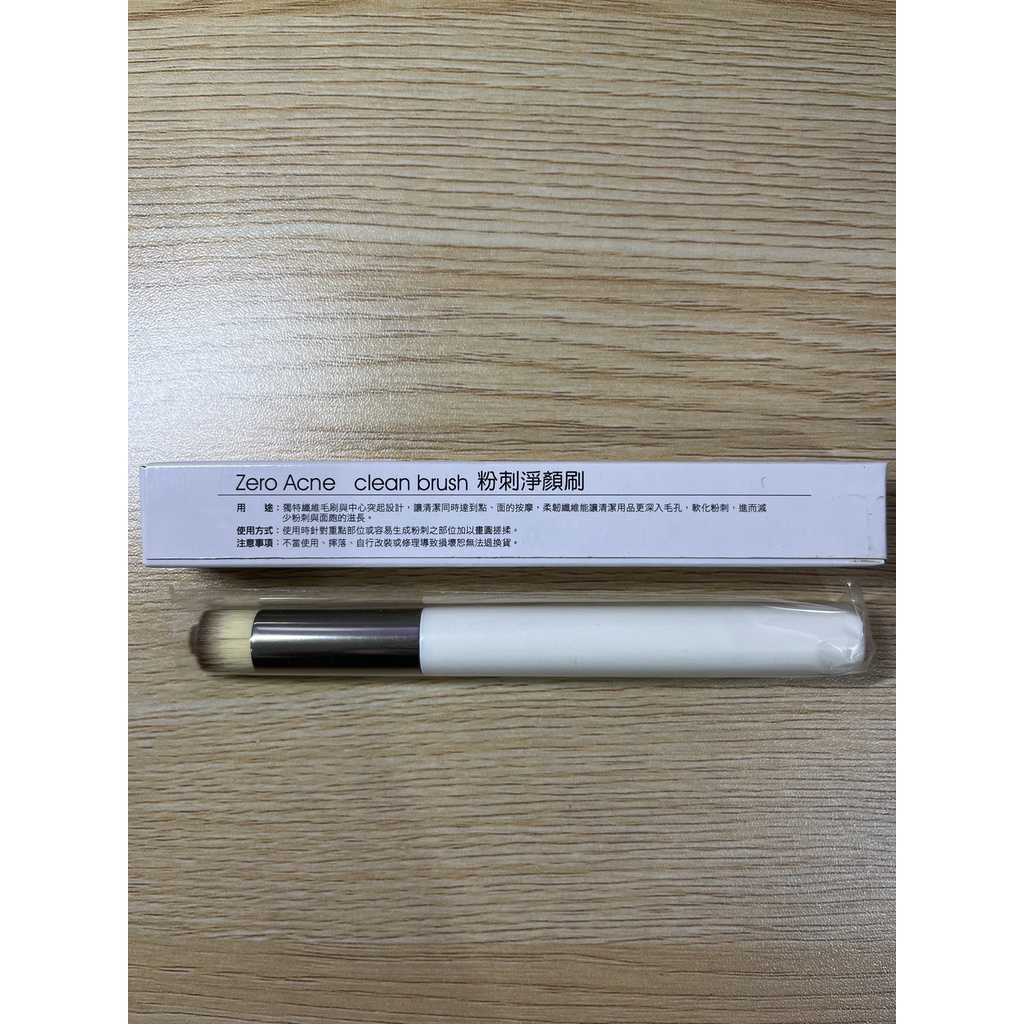 Zero Acne clean brush 粉刺淨顏刷
用 途：獨特纖維毛刷與中心突起設計，讓清潔同時達到點、面的按摩，柔韌纖維能讓清潔用品更深入毛孔，軟化粉刺，進而減
少粉刺與面皰的滋長。
使用方式：使用時針對重點部位或容易生成粉刺之部位加以畫圓搓揉。
注意事項：不當使用、摔落、自行改裝或修理導致損壞恕無法退換貨。